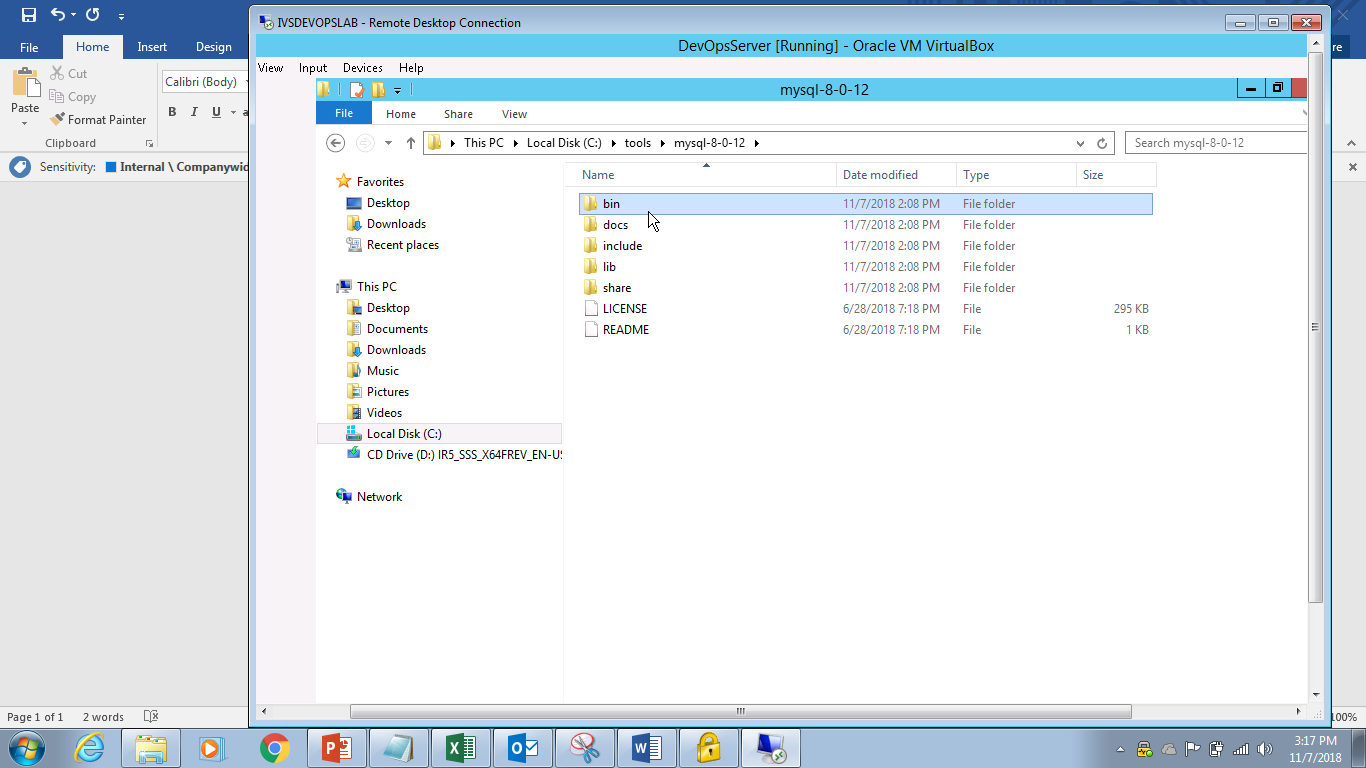 IVSDEVOPSLAB - Remote Desktop Connection
DevOpsServer [Running] - Oracle VM VirtualBox
File Home Insert Design
re
View Input Devices Help
Cut
Copy
Format Painter
Paste
Clipboard
Calibri (Body)
B I U a
Sensitivity: Internal \ Companywid
mysql-8-0-12
File Home Share View
This PC Local Disk (C:) tools mysql-8-0-12
Search mysql-8-0-12
Favorites
Desktop
Downloads
Recent places
This PC
Desktop
Documents
Downloads
Music
Pictures
Videos
Local Disk (C:)
CD Drive (D:) IR5_SSS_X64FREV_EN-US
Network
Name Date modified Type Size
bin 11/7/2018 2:08 PM File folder
docs 11/7/2018 2:08 PM File folder
include 11/7/2018 2:08 PM File folder
lib 11/7/2018 2:08 PM File folder
share 11/7/2018 2:08 PM File folder
LICENSE 6/28/2018 7:18 PM File 295 KB
README 6/28/2018 7:18 PM File 1 KB
Page 1 of 1 2 words
100%
3:17 PM
11/7/2018